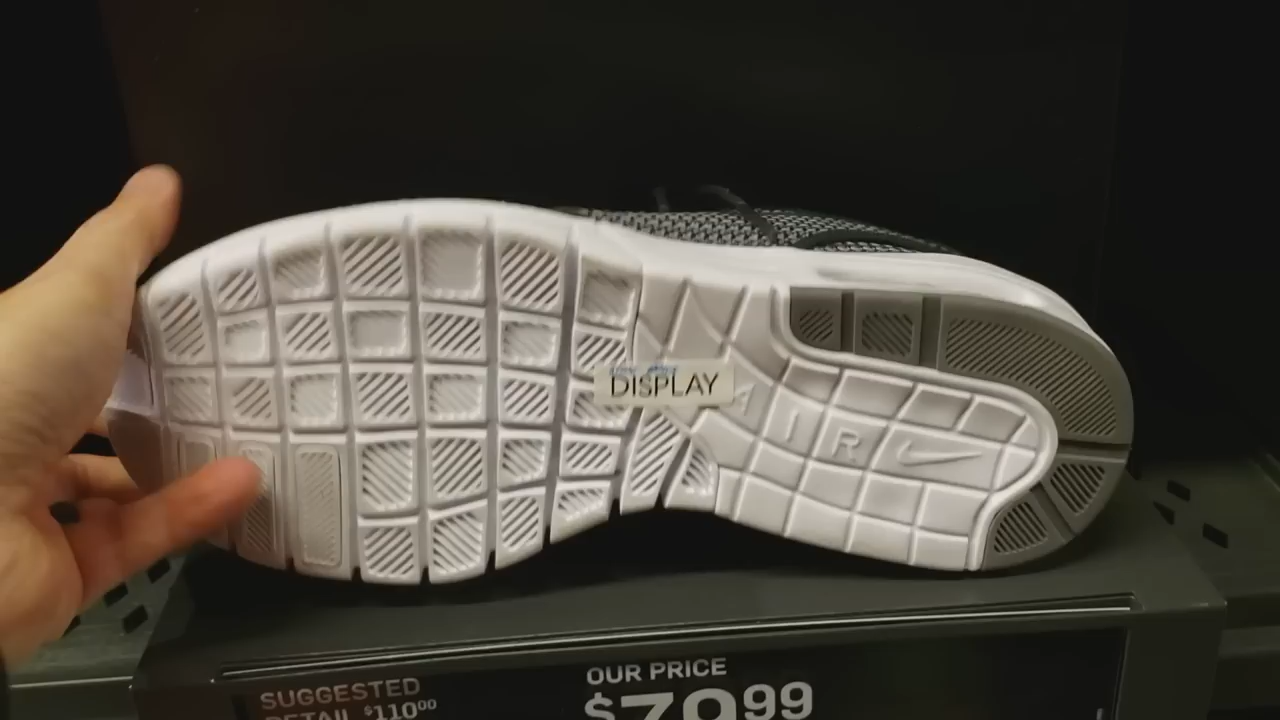 DISPLAY
AIR
OUR PRICE
$79.99
SUGGESTED
RETAIL $110.00